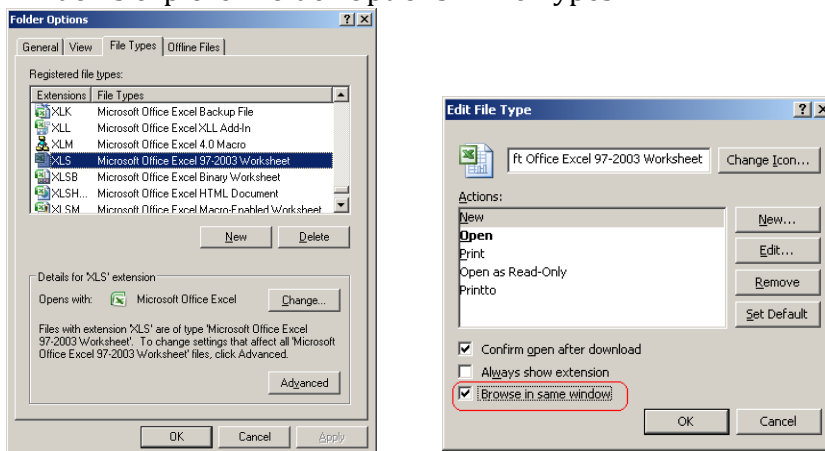 Folder Options
General View File Types Offline Files
Registered file types:
Extensions File Types
XLK Microsoft Office Excel Backup File
XLL Microsoft Office Excel XLL Add-In
XLM Microsoft Office Excel 4.0 Macro
XLS Microsoft Office Excel 97-2003 Worksheet
XLSB Microsoft Office Excel Binary Worksheet
XLSH... Microsoft Office Excel HTML Document
XLSM Microsoft Office Excel Macro-Enabled Worksheet
New Delete
Details for 'XLS' extension
Opens with: Microsoft Office Excel Change...
Files with extension 'XLS' are of type 'Microsoft Office Excel
97-2003 Worksheet'. To change settings that affect all 'Microsoft
Office Excel 97-2003 Worksheet' files, click Advanced.
Advanced
OK Cancel Apply
Edit File Type
ft Office Excel 97-2003 Worksheet Change Icon...
Actions:
New
Open
Print
Open as Read-Only
Printto
New...
Edit...
Remove
Set Default
Confirm open after download
Always show extension
Browse in same window
OK Cancel